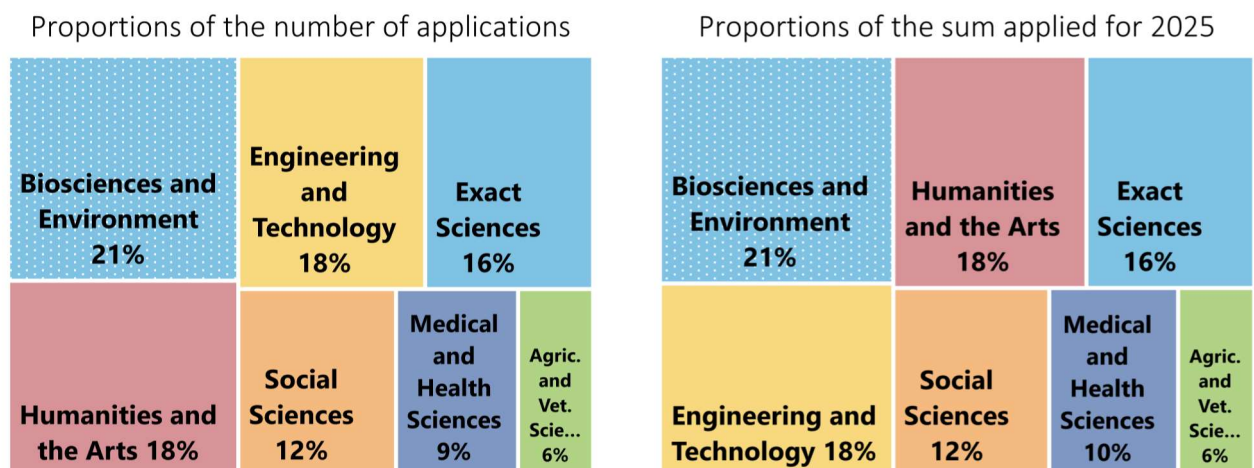 Proportions of the number of applications
Biosciences and
Environment
21%
Engineering
and
Technology
18%
Exact
Sciences
16%
Humanities and
the Arts 18%
Social
Sciences
12%
Medical
and
Health
Sciences
9%
Agric.
and
Vet.
Scie...
6%
Proportions of the sum applied for 2025
Biosciences and
Environment
21%
Humanities
and the Arts
18%
Exact
Sciences
16%
Engineering and
Technology 18%
Social
Sciences
12%
Medical
and
Health
Sciences
10%
Agric.
and
Vet.
Scie...
6%